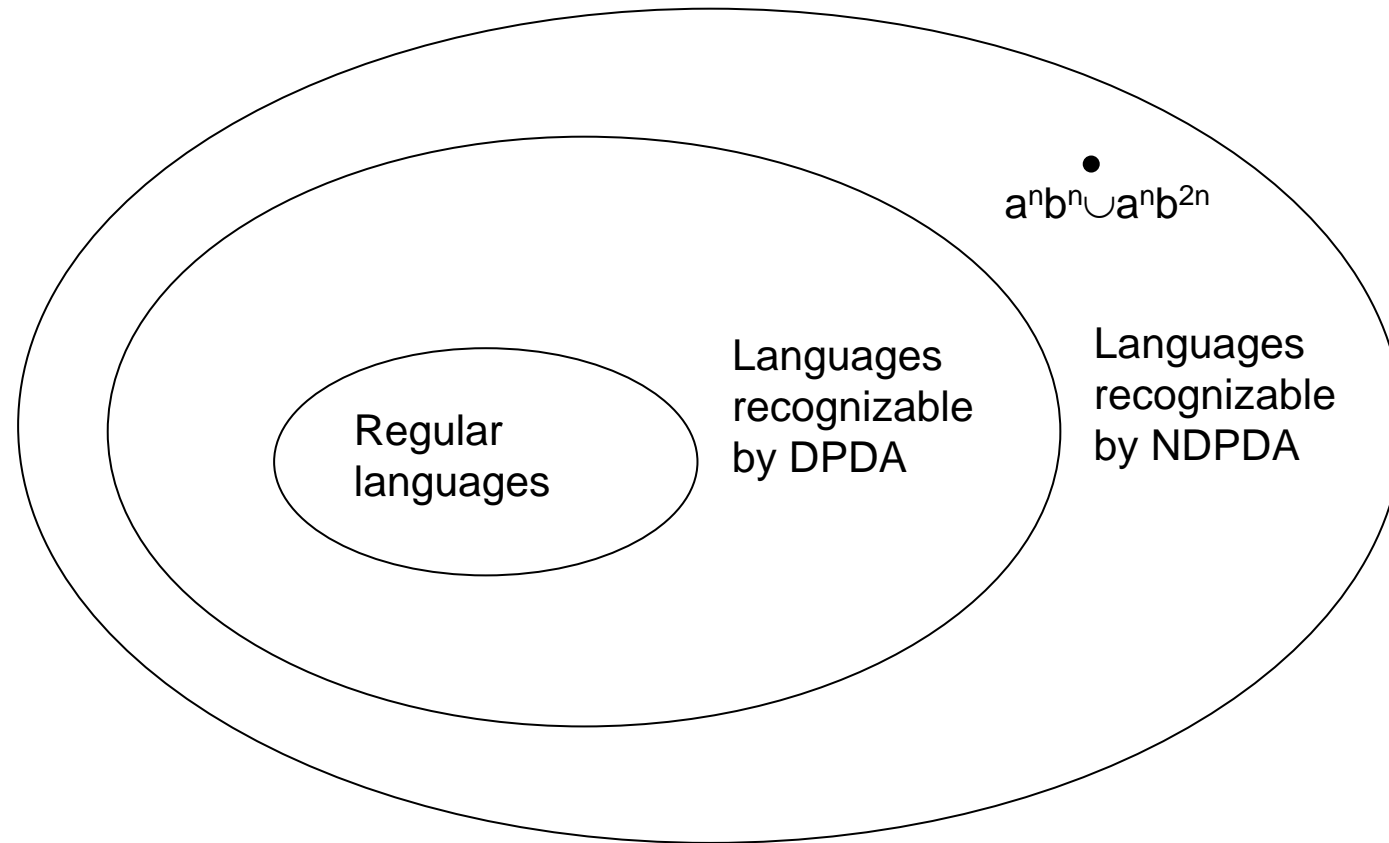 aⁿbⁿ∪aⁿb²ⁿ
Languages
recognizable
by NDPDA
Languages
recognizable
by DPDA
Regular
languages